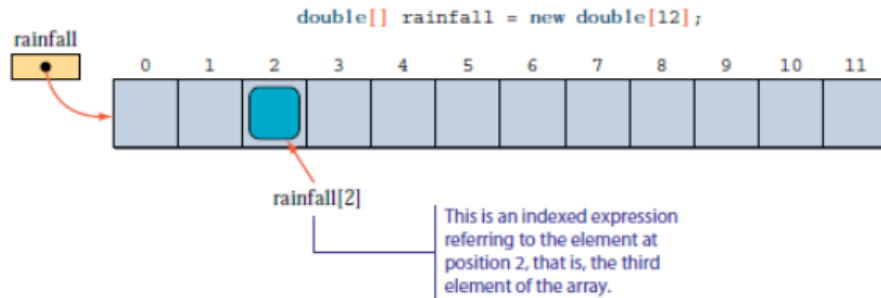 double[] rainfall = new double[12];
rainfall
0 1 2 3 4 5 6 7 8 9 10 11
rainfall[2]
This is an indexed expression
referring to the element at
position 2, that is, the third
element of the array.